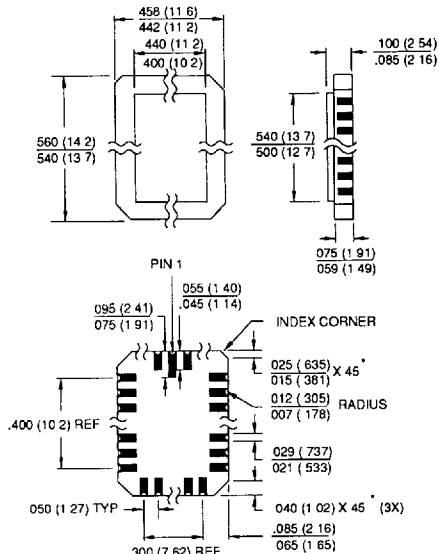 458 (11 6)
442 (11 2)
440 (11 2)
400 (10 2)
100 (2 54)
.085 (2 16)
560 (14 2)
540 (13 7)
540 (13 7)
500 (12 7)
075 (1 91)
059 (1 49)
PIN 1
055 (1 40)
.045 (1 14)
095 (2 41)
075 (1 91)
INDEX CORNER
025 ( 635)
015 ( 381) X 45°
012 ( 305)
007 ( 178) RADIUS
.400 (10 2) REF
029 ( 737)
021 ( 533)
050 (1 27) TYP
040 (1 02) X 45° (3X)
.085 (2 16)
065 (1 65)
300 (7 62) REF